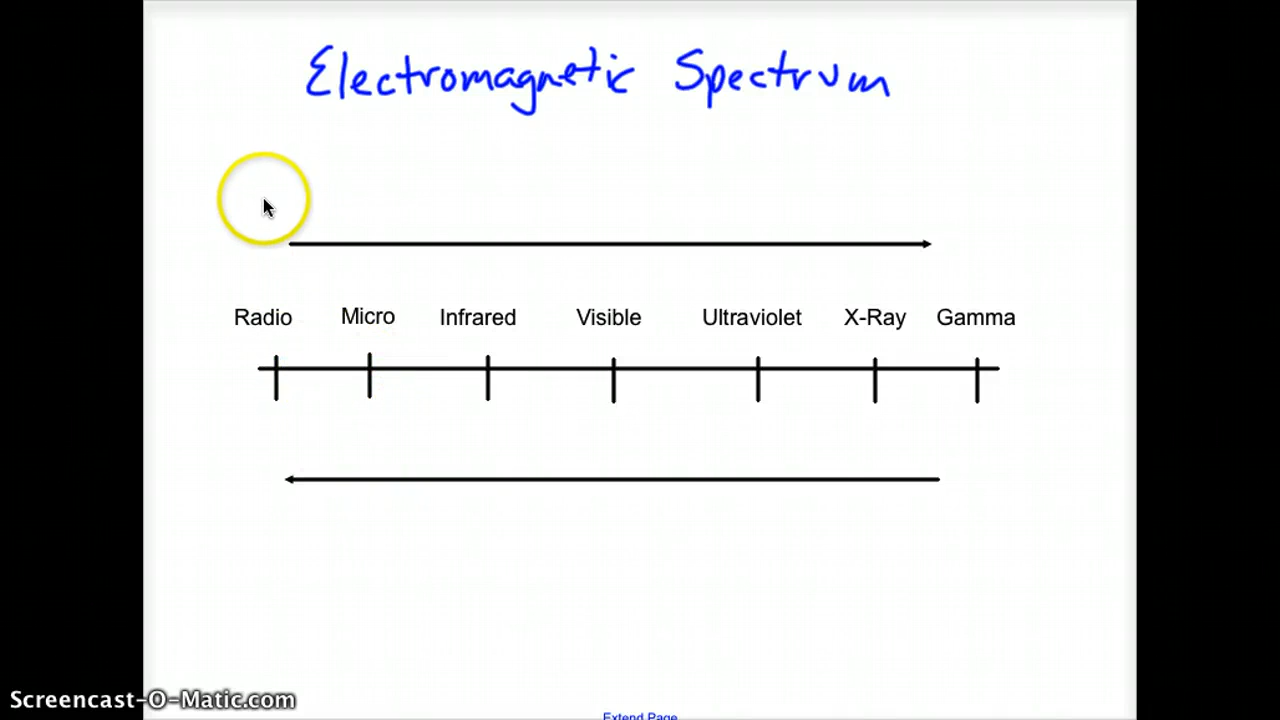 Electromagnetic Spectrum
Radio Micro Infrared Visible Ultraviolet X-Ray Gamma
Extend Page
Screencast-O-Matic.com